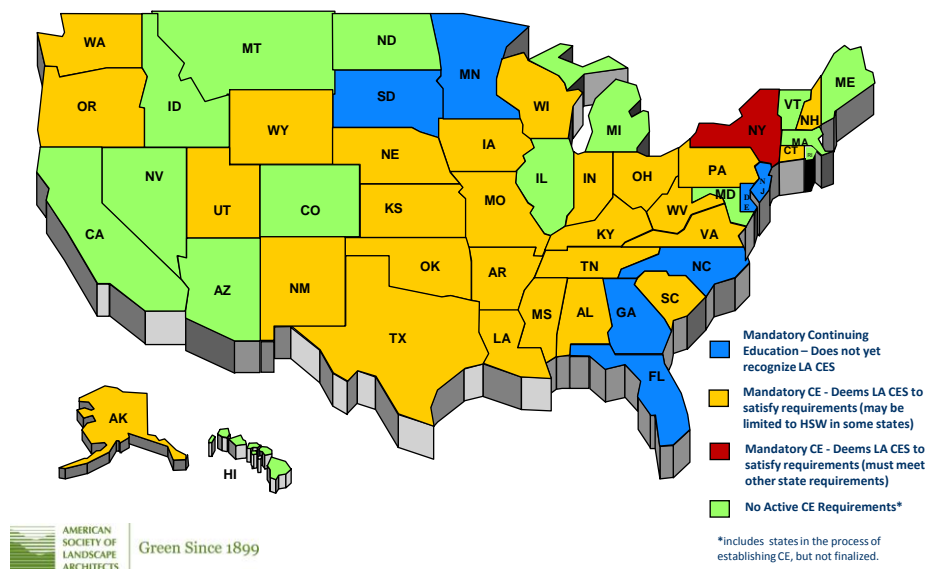 WA
MT
ND
MN
ME
OR
ID
SD
WI
VT
NH
WY
MI
NY
MA
CT
RI
NE
IA
PA
NV
IL
IN
OH
N
J
UT
CO
MD
D
E
CA
KS
MO
WV
VA
KY
AZ
NM
OK
AR
TN
NC
SC
MS
AL
GA
TX
LA
FL
AK
HI
Mandatory Continuing
Education – Does not yet
recognize LA CES
Mandatory CE - Deems LA CES to
satisfy requirements (may be
limited to HSW in some states)
Mandatory CE - Deems LA CES to
satisfy requirements (must meet
other state requirements)
No Active CE Requirements*
*includes states in the process of
establishing CE, but not finalized.
AMERICAN
SOCIETY OF
LANDSCAPE
ARCHITECTS
Green Since 1899